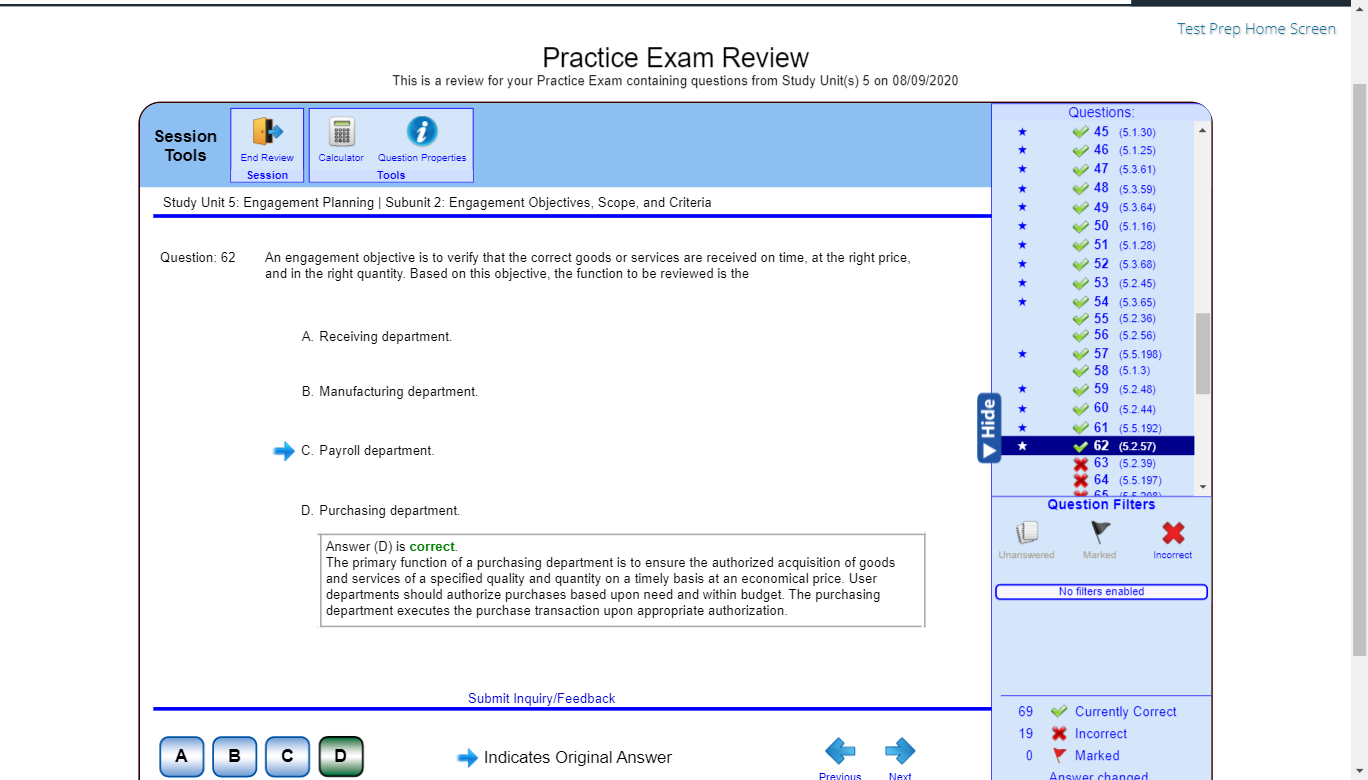 Test Prep Home Screen
Practice Exam Review
This is a review for your Practice Exam containing questions from Study Unit(s) 5 on 08/09/2020
Session Tools
End Review
Session
Calculator Question Properties
Tools
Study Unit 5: Engagement Planning | Subunit 2: Engagement Objectives, Scope, and Criteria
Question: 62
An engagement objective is to verify that the correct goods or services are received on time, at the right price,
and in the right quantity. Based on this objective, the function to be reviewed is the
A. Receiving department.
B. Manufacturing department.
C. Payroll department.
D. Purchasing department.
Answer (D) is correct.
The primary function of a purchasing department is to ensure the authorized acquisition of goods
and services of a specified quality and quantity on a timely basis at an economical price. User
departments should authorize purchases based upon need and within budget. The purchasing
department executes the purchase transaction upon appropriate authorization.
Submit Inquiry/Feedback
A B C D
Indicates Original Answer
Previous Next
Hide
Questions:
45 (5.1.30)
46 (5.1.25)
47 (5.3.61)
48 (5.3.59)
49 (5.3.64)
50 (5.1.16)
51 (5.1.28)
52 (5.3.68)
53 (5.2.45)
54 (5.3.65)
55 (5.2.36)
56 (5.2.56)
57 (5.5.198)
58 (5.1.3)
59 (5.2.48)
60 (5.2.44)
61 (5.5.192)
62 (5.2.57)
63 (5.2.39)
64 (5.5.197)
65 (5.5.208)
Question Filters
Unanswered Marked Incorrect
No filters enabled
69 Currently Correct
19 Incorrect
0 Marked
Answer changed